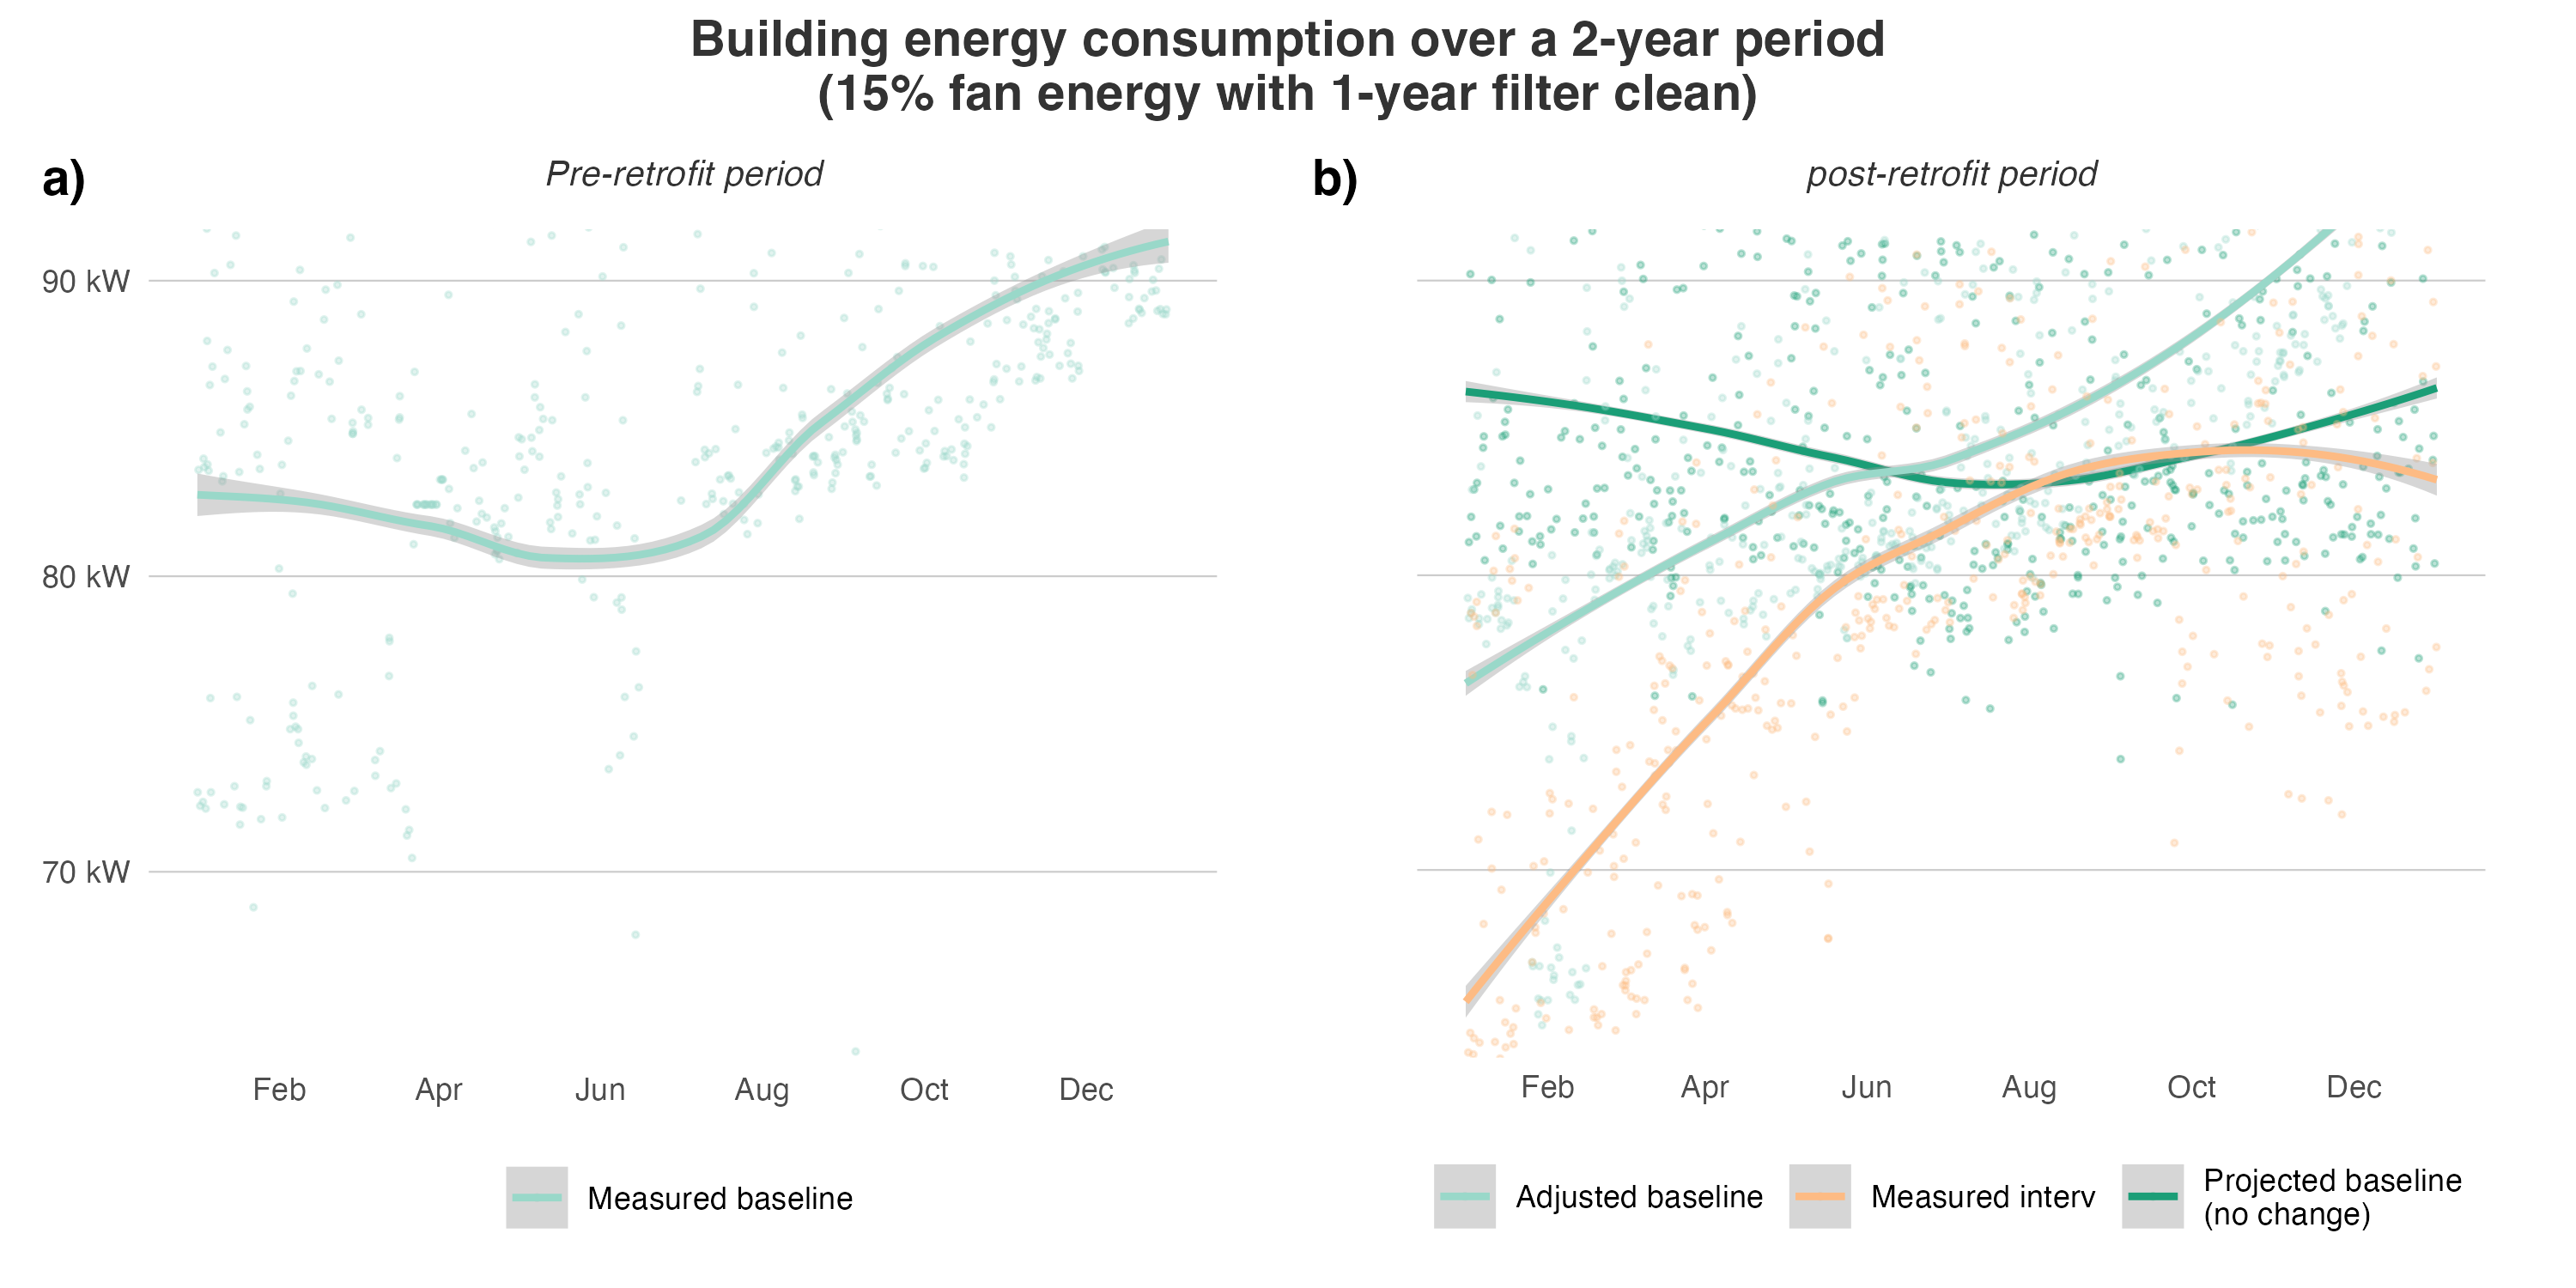 Building energy consumption over a 2-year period
(15% fan energy with 1-year filter clean)
a)
Pre-retrofit period
90 kW
80 kW
70 kW
Feb Apr Jun Aug Oct Dec
Measured baseline
b)
post-retrofit period
Feb Apr Jun Aug Oct Dec
Adjusted baseline
Measured interv
Projected baseline
(no change)